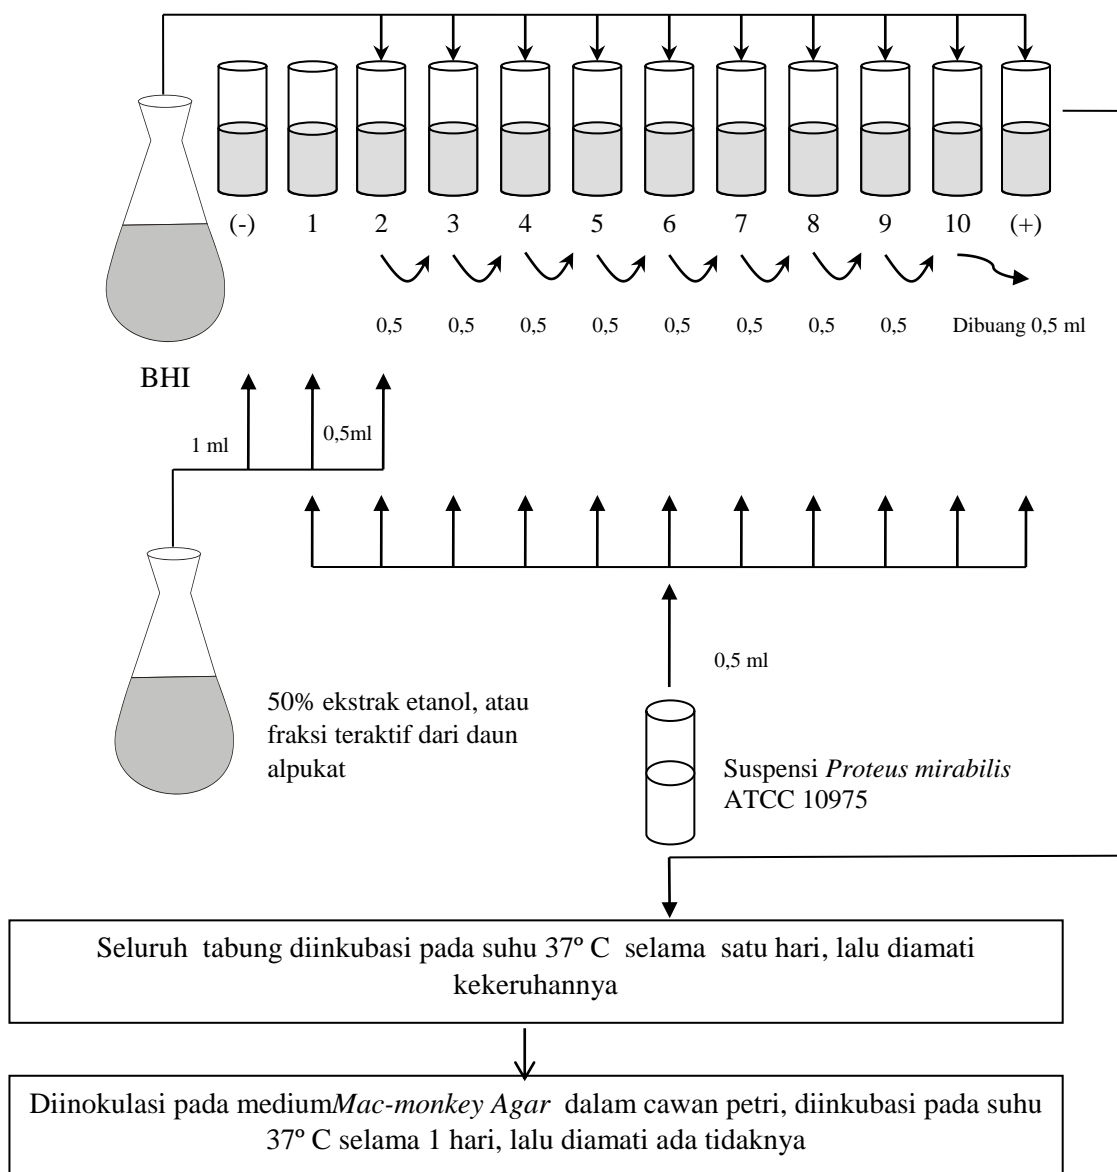 (-) 1 2 3 4 5 6 7 8 9 10 (+)
0,5 0,5 0,5 0,5 0,5 0,5 0,5 0,5 Dibuang 0,5 ml
BHI
1 ml
0,5ml
0,5 ml
50% ekstrak etanol, atau
fraksi teraktif dari daun
alpukat
Suspensi Proteus mirabilis
ATCC 10975
Seluruh tabung diinkubasi pada suhu 37º C selama satu hari, lalu diamati
kekeruhannya
Diinokulasi pada mediumMac-monkey Agar dalam cawan petri, diinkubasi pada suhu
37º C selama 1 hari, lalu diamati ada tidaknya